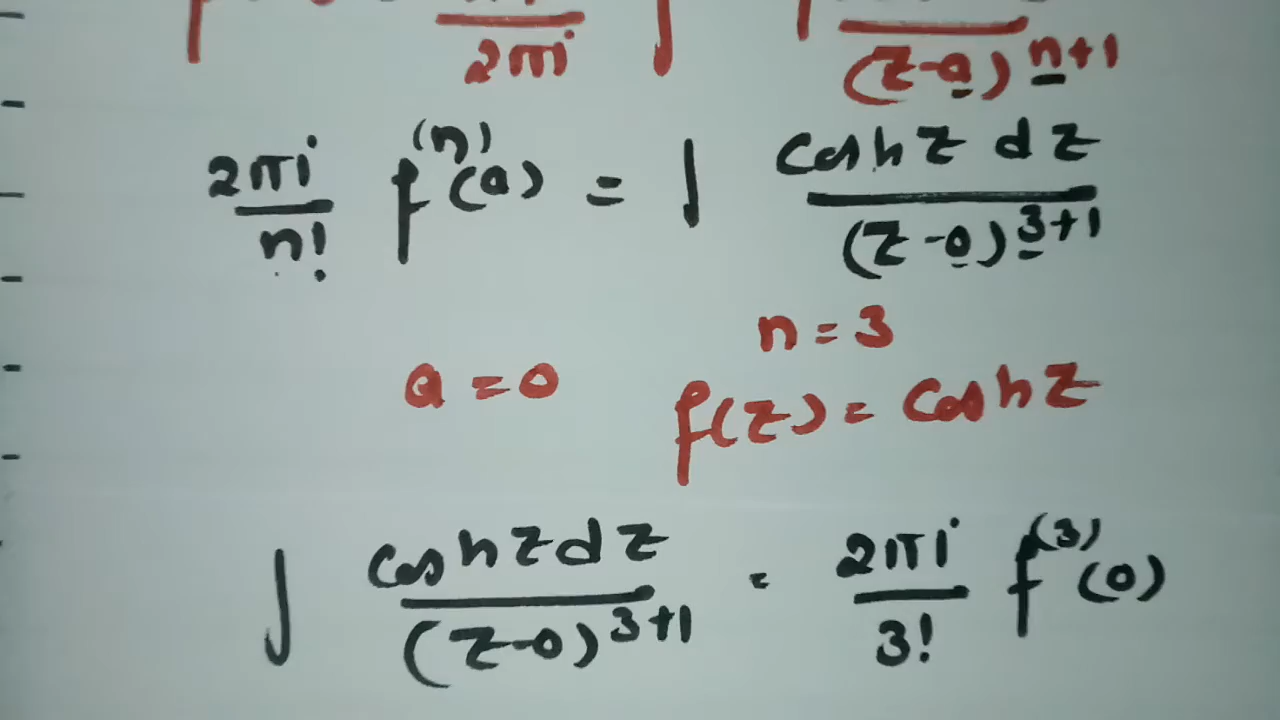 2πi ∫ (z-a)^n+1
2πi/n! f^(n)(a) = ∫ cosh z dz/(z-0)^3+1
n = 3
a = 0 f(z) = cosh z
∫ cosh z dz/(z-0)^3+1 = 2πi/3! f^(3)(0)